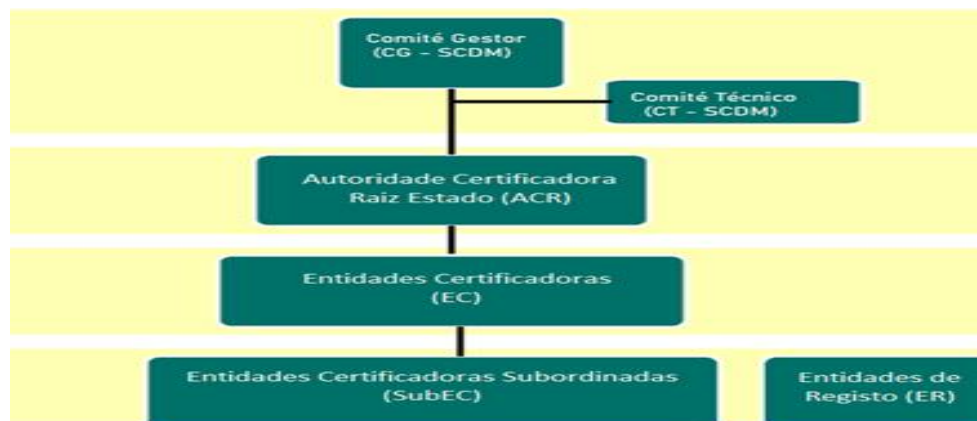 Comité Gestor
(CG - SCDM)
Comité Técnico
(CT - SCDM)
Autoridade Certificadora
Raiz Estado (ACR)
Entidades Certificadoras
(EC)
Entidades Certificadoras Subordinadas
(SubEC)
Entidades de
Registo (ER)